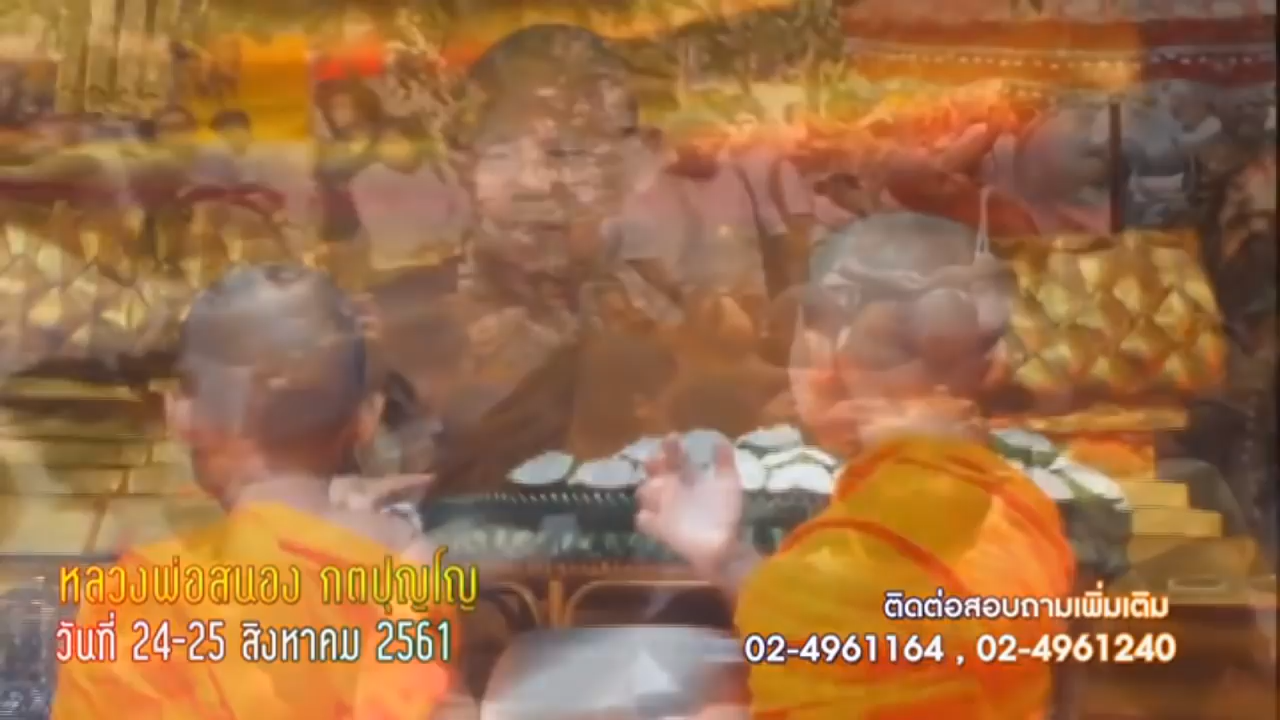 หลวงพ่อสนอง กตปุญโญ
วันที่ 24-25 สิงหาคม 2561
ติดต่อสอบถามเพิ่มเติม
02-4961164 , 02-4961240